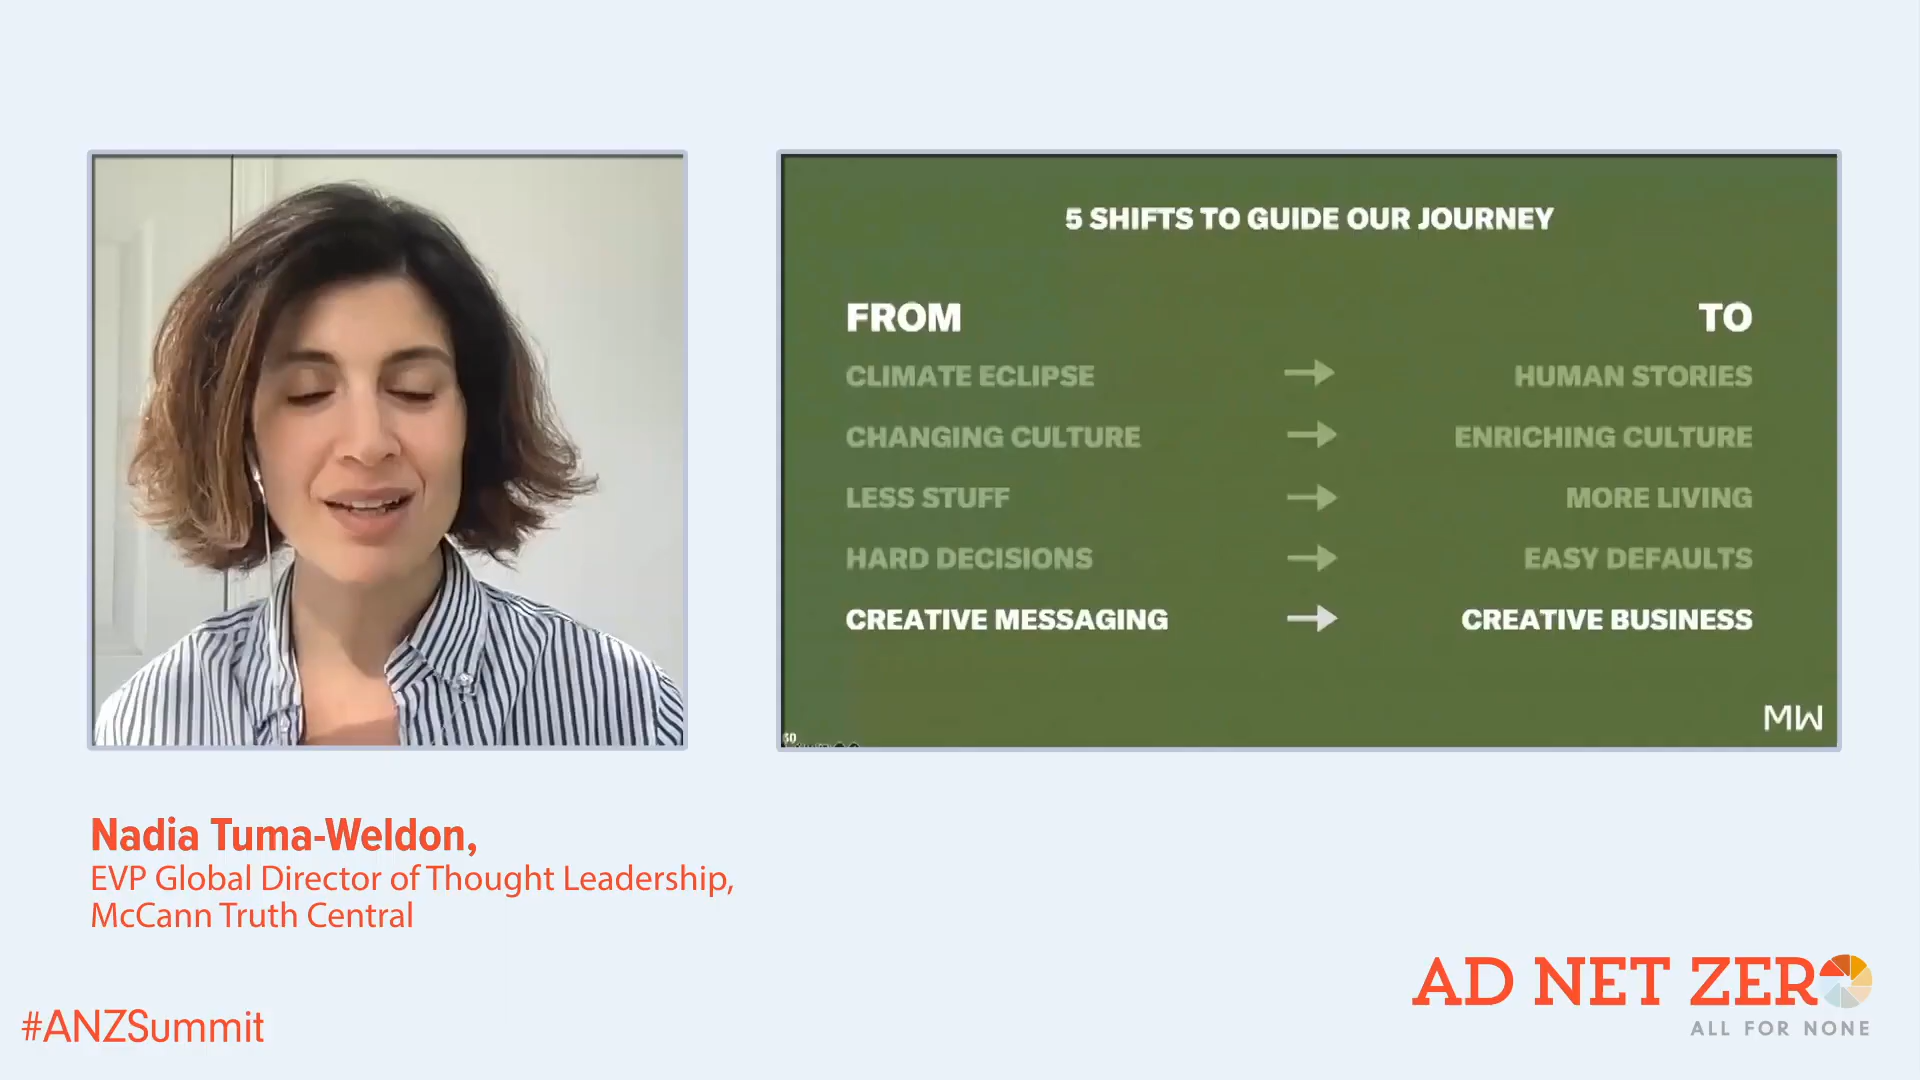 5 SHIFTS TO GUIDE OUR JOURNEY
FROM TO
CLIMATE ECLIPSE → HUMAN STORIES
CHANGING CULTURE → ENRICHING CULTURE
LESS STUFF → MORE LIVING
HARD DECISIONS → EASY DEFAULTS
CREATIVE MESSAGING → CREATIVE BUSINESS
MW
Nadia Tuma-Weldon,
EVP Global Director of Thought Leadership,
McCann Truth Central
#ANZSummit
AD NET ZERO
ALL FOR NONE